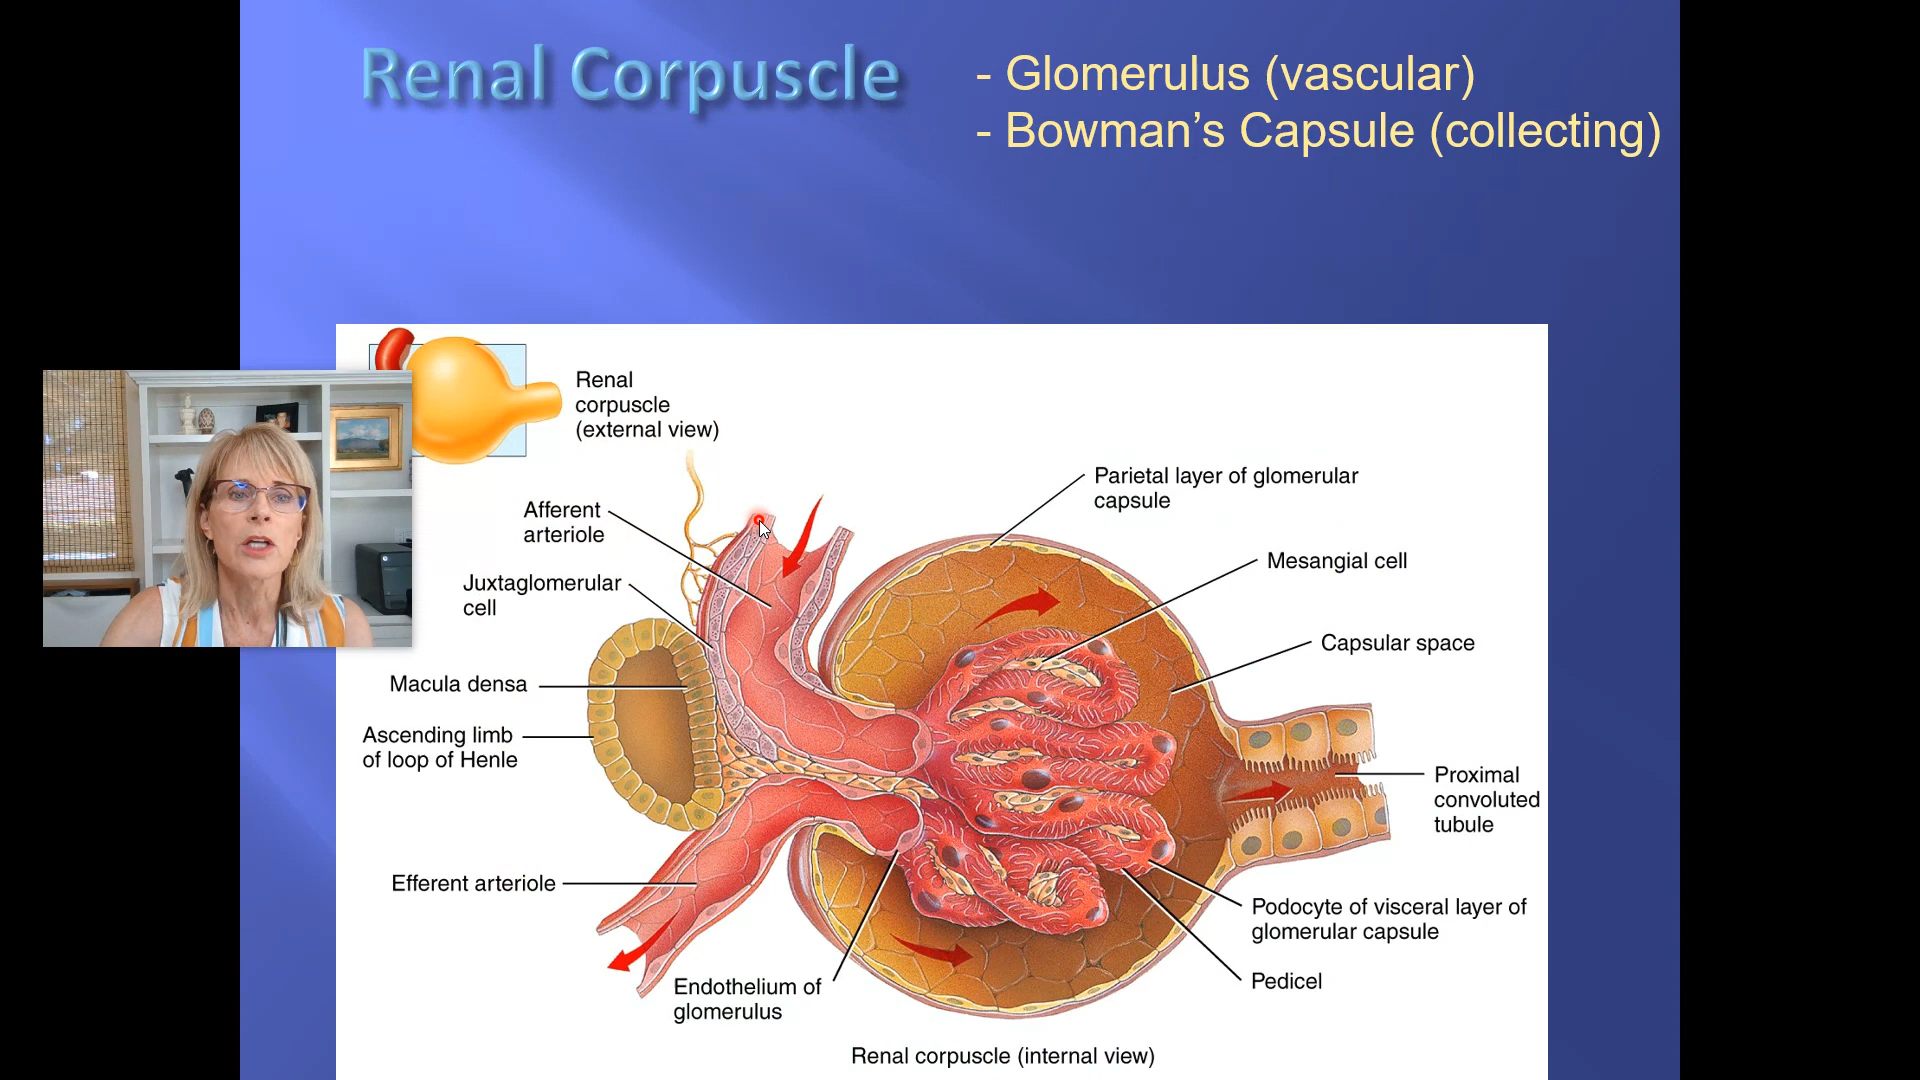 Renal Corpuscle
- Glomerulus (vascular)
- Bowman’s Capsule (collecting)
Renal
corpuscle
(external view)
Afferent
arteriole
Juxtaglomerular
cell
Macula densa
Ascending limb
of loop of Henle
Efferent arteriole
Endothelium of
glomerulus
Parietal layer of glomerular
capsule
Mesangial cell
Capsular space
Proximal
convoluted
tubule
Podocyte of visceral layer of
glomerular capsule
Pedicel
Renal corpuscle (internal view)